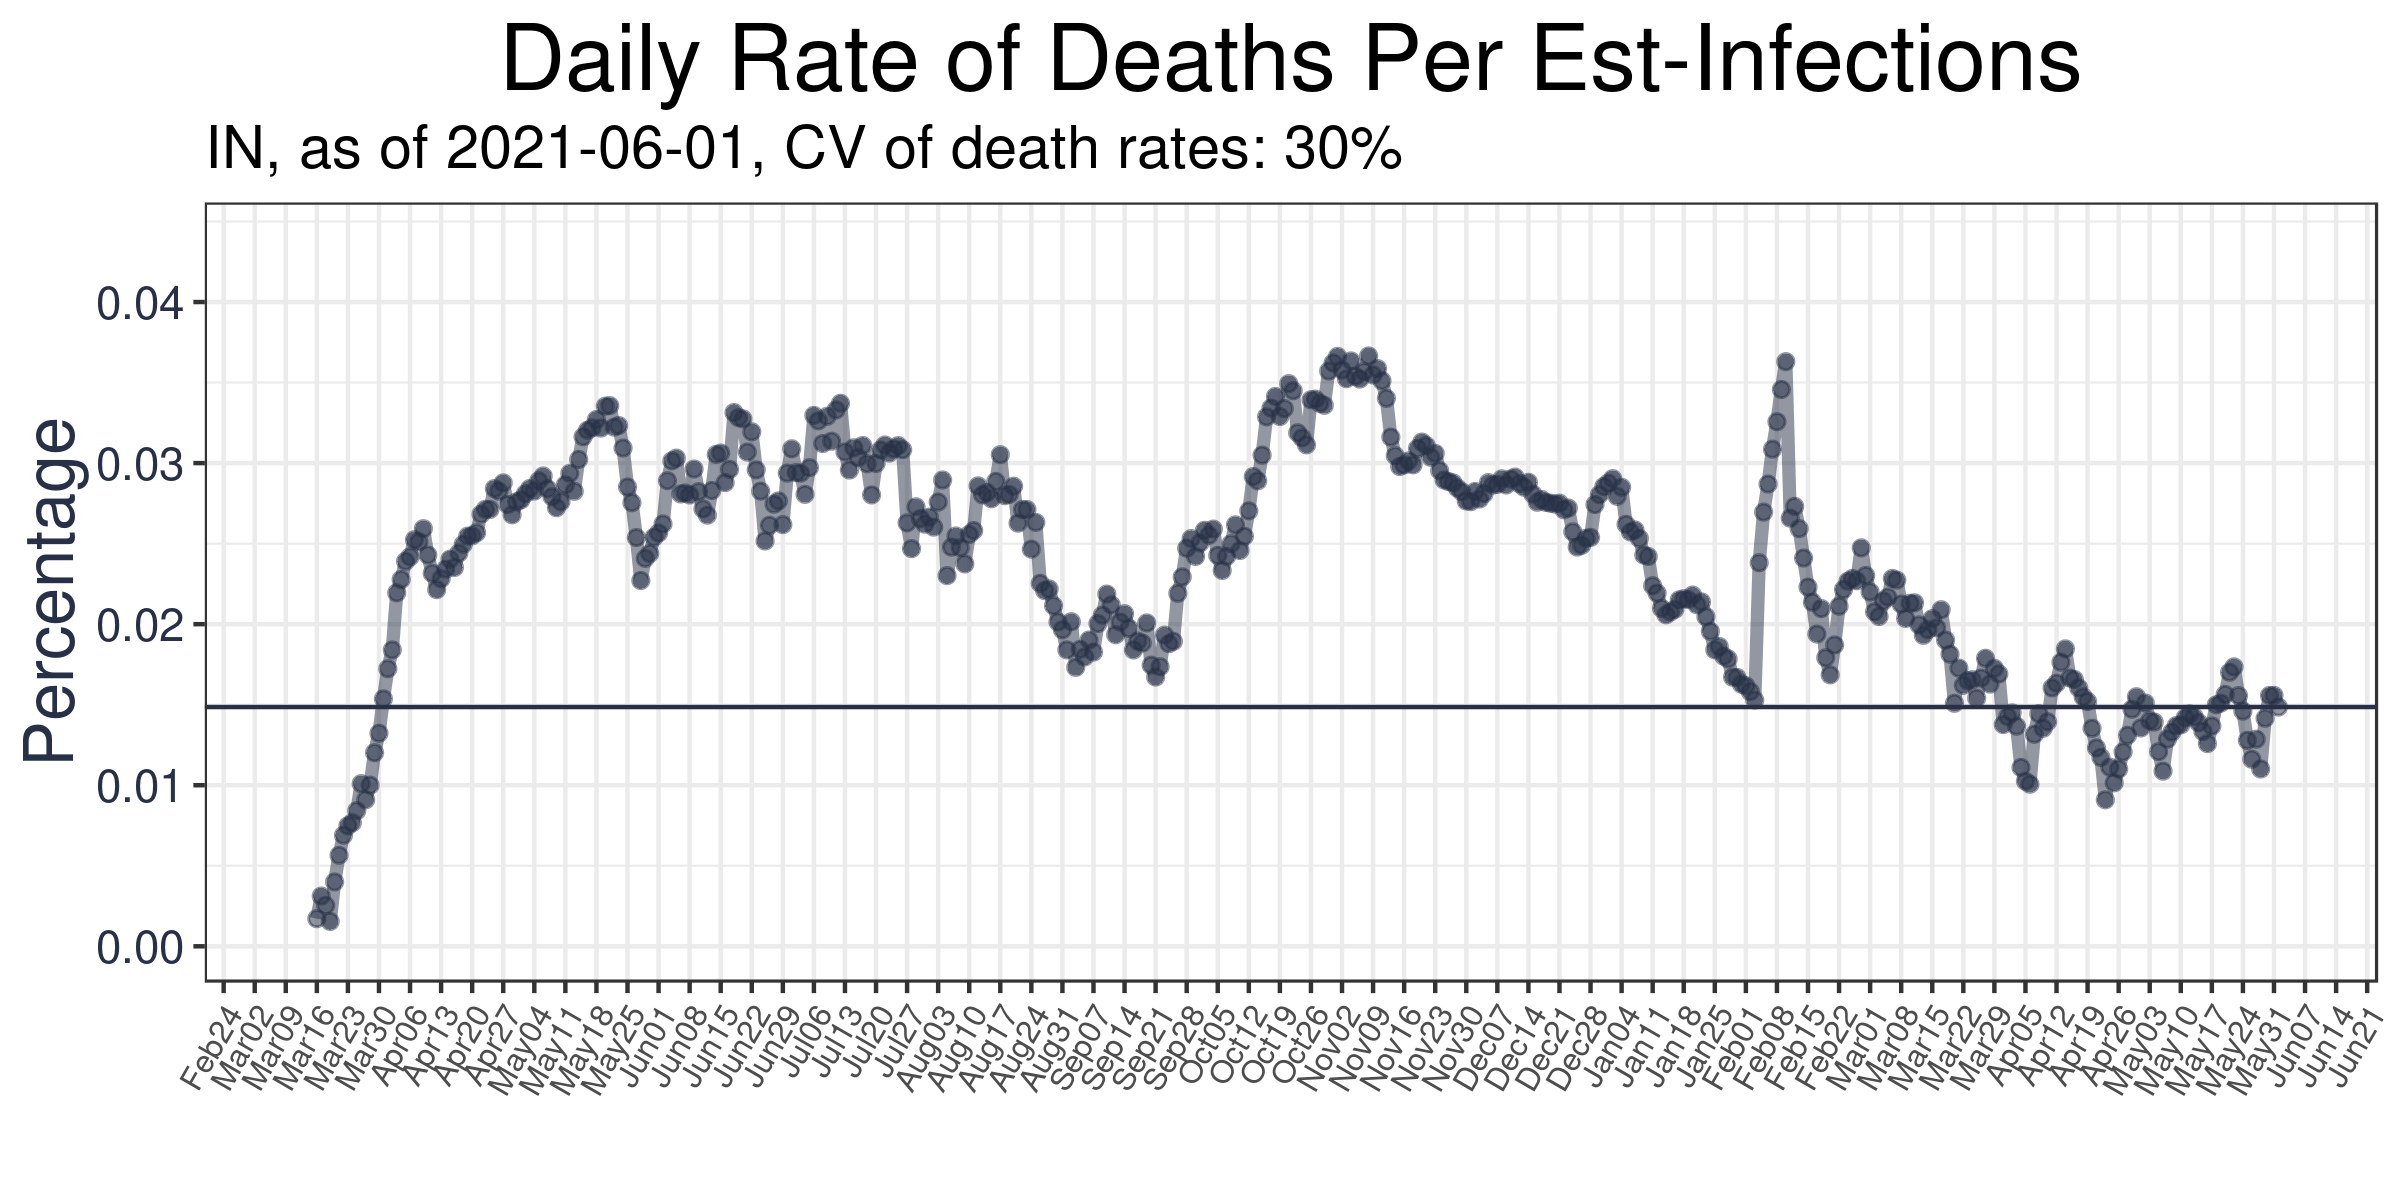 Daily Rate of Deaths Per Est-Infections
IN, as of 2021-06-01, CV of death rates: 30%
Percentage
0.04
0.03
0.02
0.01
0.00
Feb24
Mar02
Mar09
Mar16
Mar23
Mar30
Apr06
Apr13
Apr20
Apr27
May04
May11
May18
May25
Jun01
Jun08
Jun15
Jun22
Jun29
Jul06
Jul13
Jul20
Jul27
Aug03
Aug10
Aug17
Aug24
Aug31
Sep07
Sep14
Sep21
Sep28
Oct05
Oct12
Oct19
Oct26
Nov02
Nov09
Nov16
Nov23
Nov30
Dec07
Dec14
Dec21
Dec28
Jan04
Jan11
Jan18
Jan25
Feb01
Feb08
Feb15
Feb22
Mar01
Mar08
Mar15
Mar22
Mar29
Apr05
Apr12
Apr19
Apr26
May03
May10
May17
May24
May31
Jun07
Jun14
Jun21